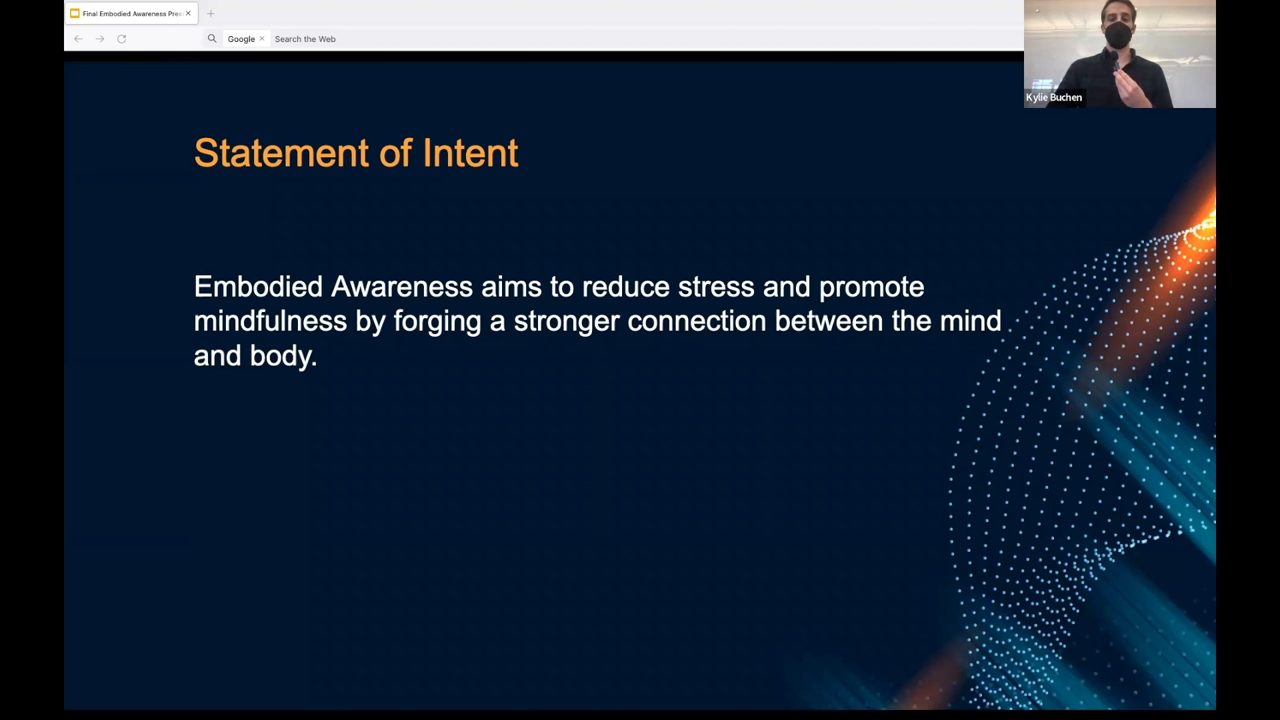 Final Embodied Awareness Pres
Google
Search the Web
Kylie Buchen
Statement of Intent
Embodied Awareness aims to reduce stress and promote
mindfulness by forging a stronger connection between the mind
and body.